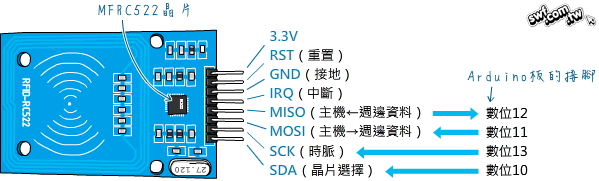 MFRC522晶片
swf.com.tw
3.3V
RST（重置）
GND（接地）
Arduino板的接腳
IRQ（中斷）
MISO（主機←週邊資料） 數位12
MOSI（主機→週邊資料） 數位11
SCK（時脈） 數位13
SDA（晶片選擇） 數位10
RFID-RC522
27.120